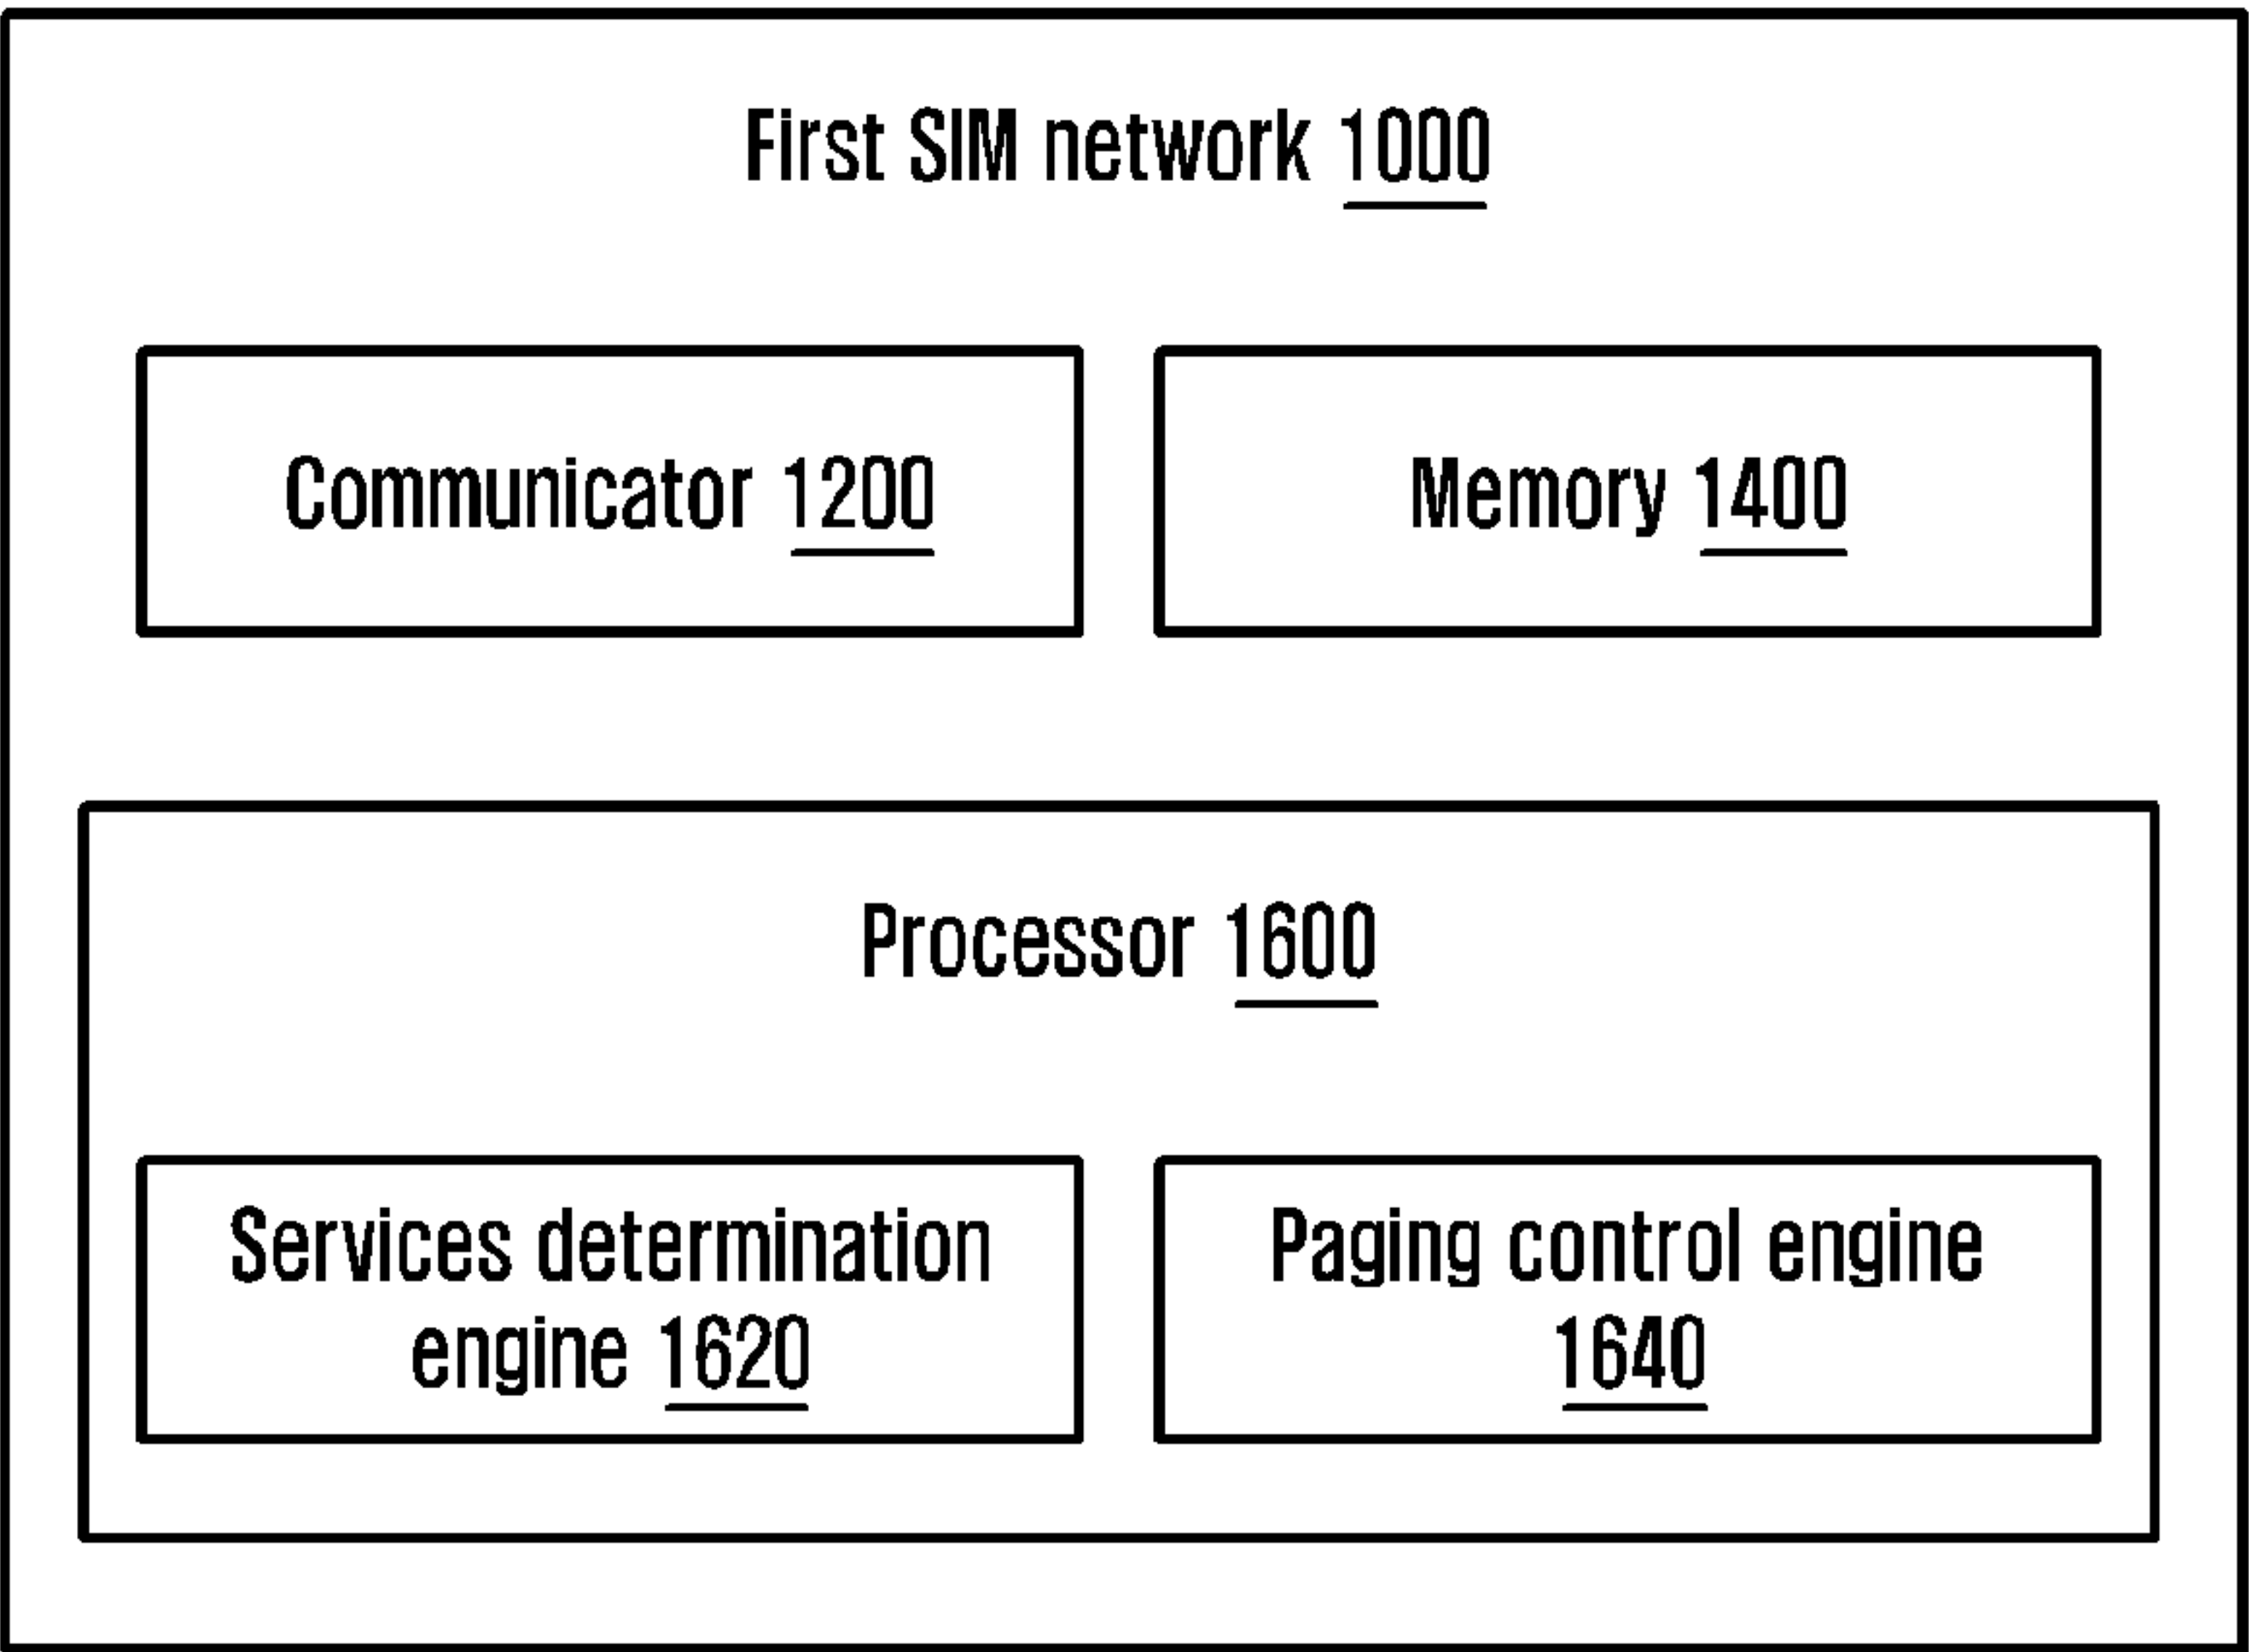 First SIM network 1000
Communicator 1200
Memory 1400
Processor 1600
Services determination
engine 1620
Paging control engine
1640